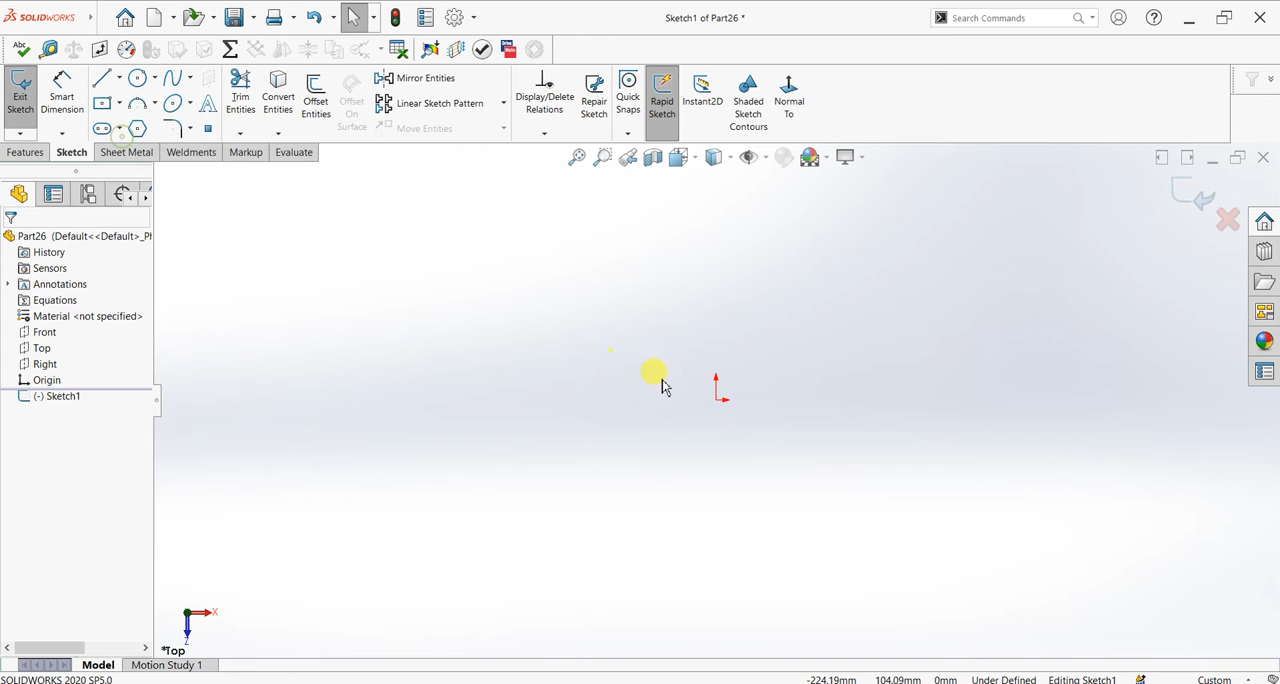 SOLIDWORKS
Sketch1 of Part26 *
Search Commands
Abc
Exit Sketch
Smart Dimension
Trim Entities
Convert Entities
Offset Entities
Offset On Surface
Mirror Entities
Linear Sketch Pattern
Move Entities
Display/Delete Relations
Repair Sketch
Quick Snaps
Rapid Sketch
Instant2D
Shaded Sketch Contours
Normal To
Features
Sketch
Sheet Metal
Weldments
Markup
Evaluate
Part26 (Default<<Default>_Ph
History
Sensors
Annotations
Equations
Material <not specified>
Front
Top
Right
Origin
(-) Sketch1
X
Z
*Top
Model
Motion Study 1
SOLIDWORKS 2020 SP5.0
-224.19mm
104.09mm
0mm
Under Defined
Editing Sketch1
Custom